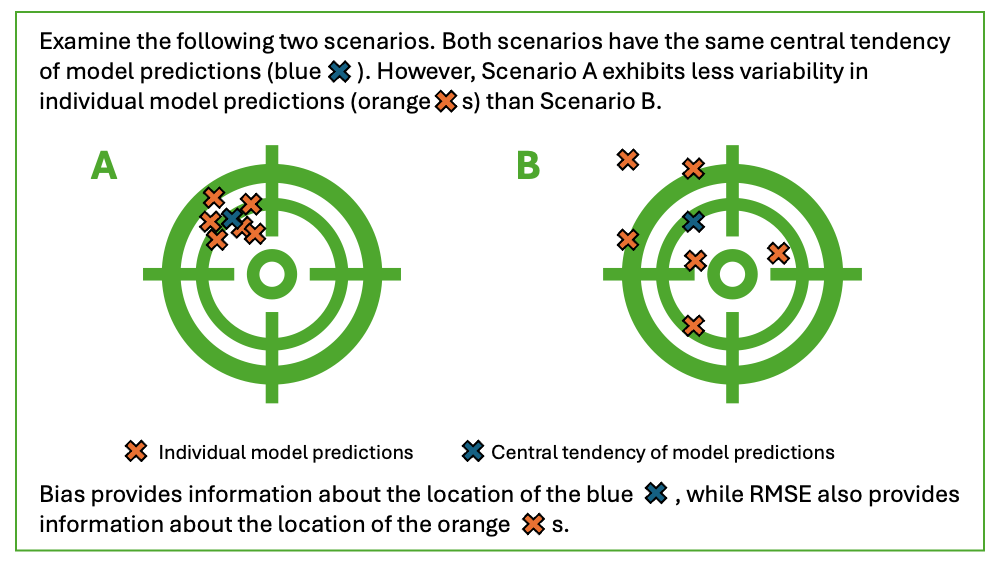 Examine the following two scenarios. Both scenarios have the same central tendency
of model predictions (blue ). However, Scenario A exhibits less variability in
individual model predictions (orange s) than Scenario B.
A
B
Individual model predictions
Central tendency of model predictions
Bias provides information about the location of the blue , while RMSE also provides
information about the location of the orange s.